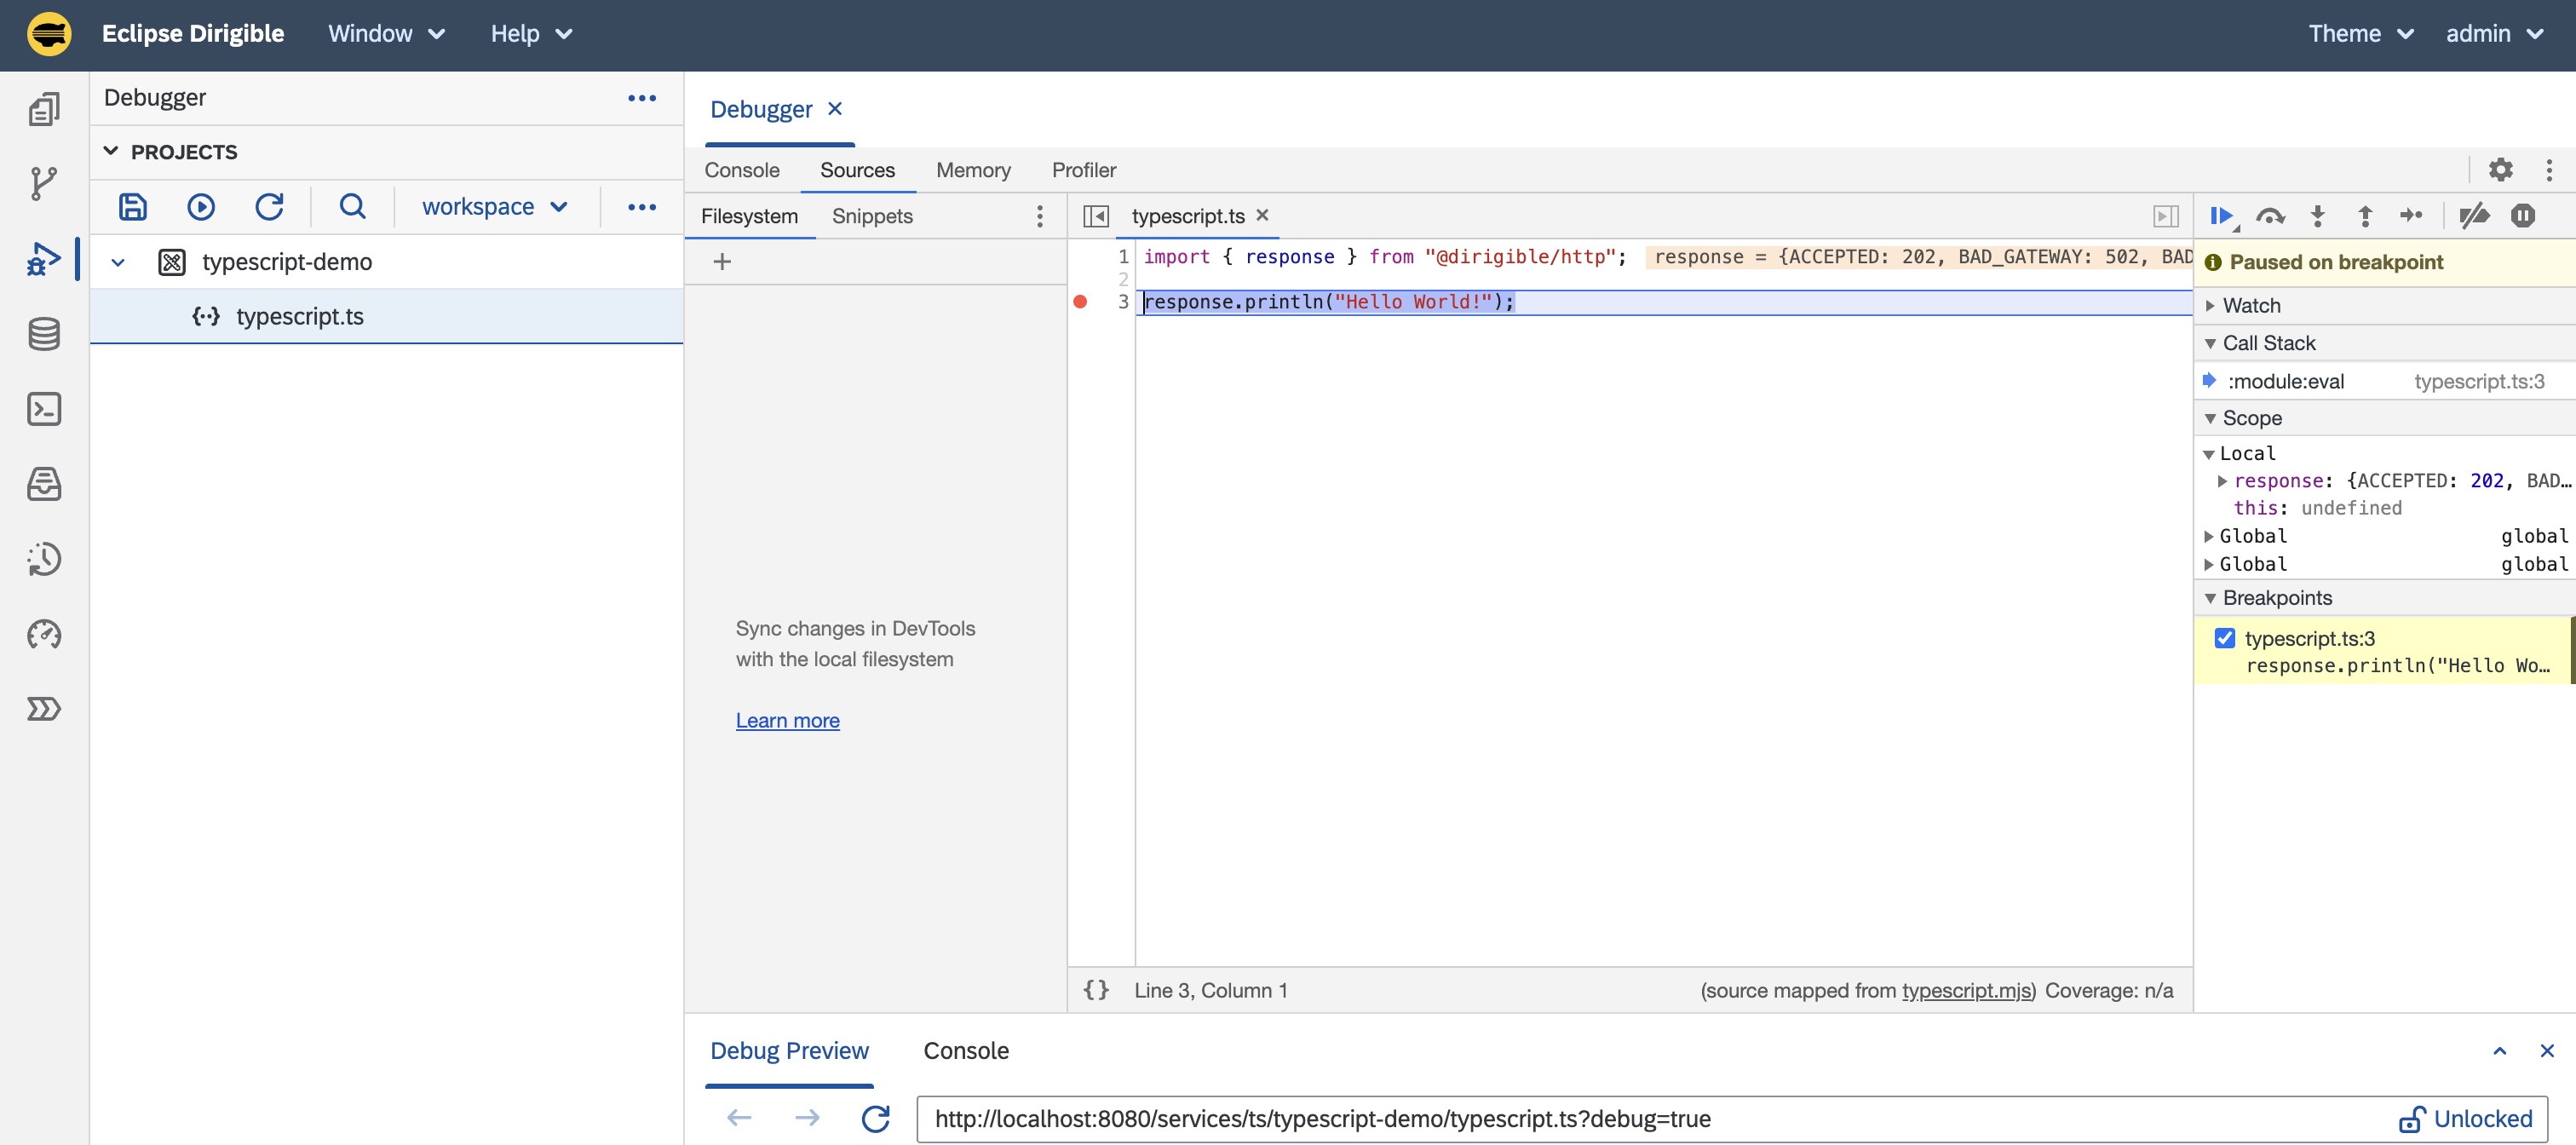 Eclipse Dirigible Window Help Theme admin
Debugger
PROJECTS
workspace
typescript-demo
typescript.ts
Debugger
Console Sources Memory Profiler
Filesystem Snippets
Sync changes in DevTools
with the local filesystem
Learn more
typescript.ts
1 import { response } from "@dirigible/http"; response = {ACCEPTED: 202, BAD_GATEWAY: 502, BAD
2
3 response.println("Hello World!");
{} Line 3, Column 1 (source mapped from typescript.mjs) Coverage: n/a
Paused on breakpoint
Watch
Call Stack
:module:eval typescript.ts:3
Scope
Local
response: {ACCEPTED: 202, BAD…
this: undefined
Global global
Global global
Breakpoints
typescript.ts:3
response.println("Hello Wo…
Debug Preview Console
http://localhost:8080/services/ts/typescript-demo/typescript.ts?debug=true Unlocked